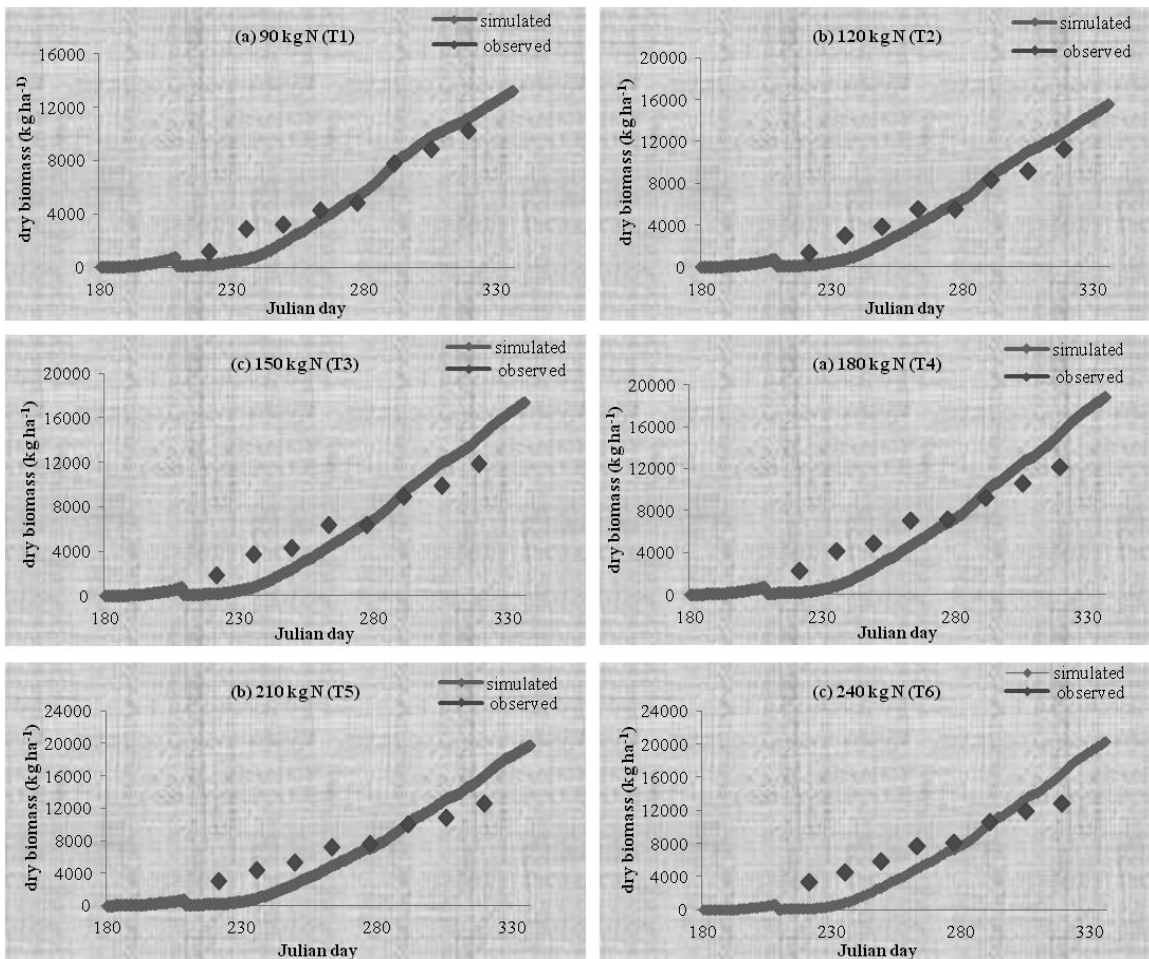 (a) 90 kg N (T1)
simulated
observed
dry biomass (kg ha-1)
16000
12000
8000
4000
0
180 230 280 330
Julian day
(b) 120 kg N (T2)
simulated
observed
dry biomass (kg ha-1)
20000
16000
12000
8000
4000
0
180 230 280 330
Julian day
(c) 150 kg N (T3)
simulated
observed
dry biomass (kg ha-1)
20000
16000
12000
8000
4000
0
180 230 280 330
Julian day
(a) 180 kg N (T4)
simulated
observed
dry biomass (kg ha-1)
20000
16000
12000
8000
4000
0
180 230 280 330
Julian day
(b) 210 kg N (T5)
simulated
observed
dry biomass (kg ha-1)
24000
20000
16000
12000
8000
4000
0
180 230 280 330
Julian day
(c) 240 kg N (T6)
simulated
observed
dry biomass (kg ha-1)
24000
20000
16000
12000
8000
4000
0
180 230 280 330
Julian day